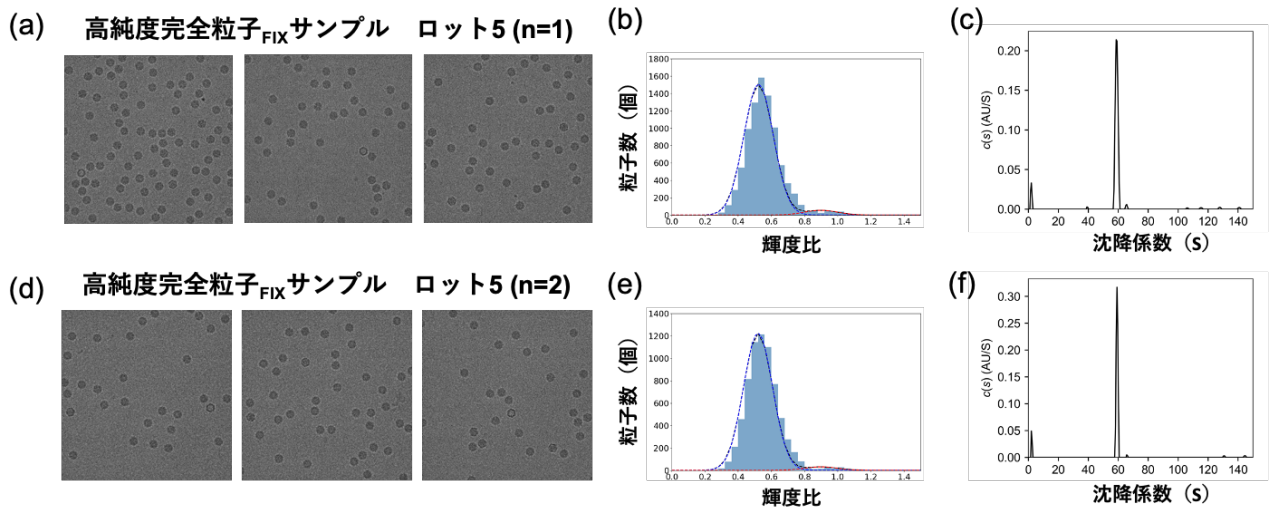 (a)
高純度完全粒子FIXサンプル　ロット5 (n=1)
(b)
1800
1600
1400
1200
1000
800
600
400
200
0
0.0 0.2 0.4 0.6 0.8 1.0 1.2 1.4
粒子数（個）
輝度比
(c)
0.20
0.15
0.10
0.05
0.00
0 20 40 60 80 100 120 140
c(s) (AU/S)
沈降係数（s）
(d)
高純度完全粒子FIXサンプル　ロット5 (n=2)
(e)
1400
1200
1000
800
600
400
200
0
0.0 0.2 0.4 0.6 0.8 1.0 1.2 1.4
粒子数（個）
輝度比
(f)
0.30
0.25
0.20
0.15
0.10
0.05
0.00
0 20 40 60 80 100 120 140
c(s) (AU/S)
沈降係数（s）